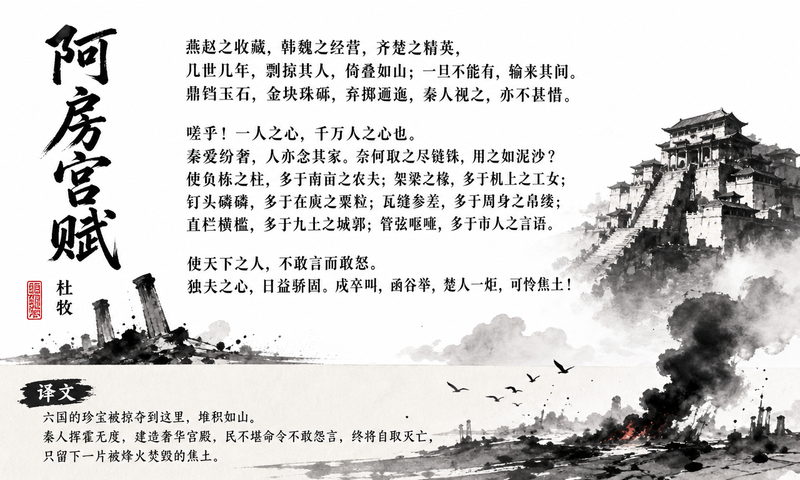 阿房宫赋
杜牧
燕赵之收藏，韩魏之经营，齐楚之精英，
几世几年，剽掠其人，倚叠如山；一旦不能有，输来其间。
鼎铛玉石，金块珠砾，弃掷逦迤，秦人视之，亦不甚惜。
嗟乎！一人之心，千万人之心也。
秦爱纷奢，人亦念其家。奈何取之尽链铢，用之如泥沙？
使负栋之柱，多于南亩之农夫；架梁之椽，多于机上之工女；
钉头磷磷，多于在庾之粟粒；瓦缝参差，多于周身之帛缕；
直栏横槛，多于九土之城郭；管弦呕哑，多于市人之言语。
使天下之人，不敢言而敢怒。
独夫之心，日益骄固。戍卒叫，函谷举，楚人一炬，可怜焦土！
译文
六国的珍宝被掠夺到这里，堆积如山。
秦人挥霍无度，建造奢华宫殿，民不堪命令不敢怨言，终将自取灭亡，
只留下一片被烽火焚毁的焦土。